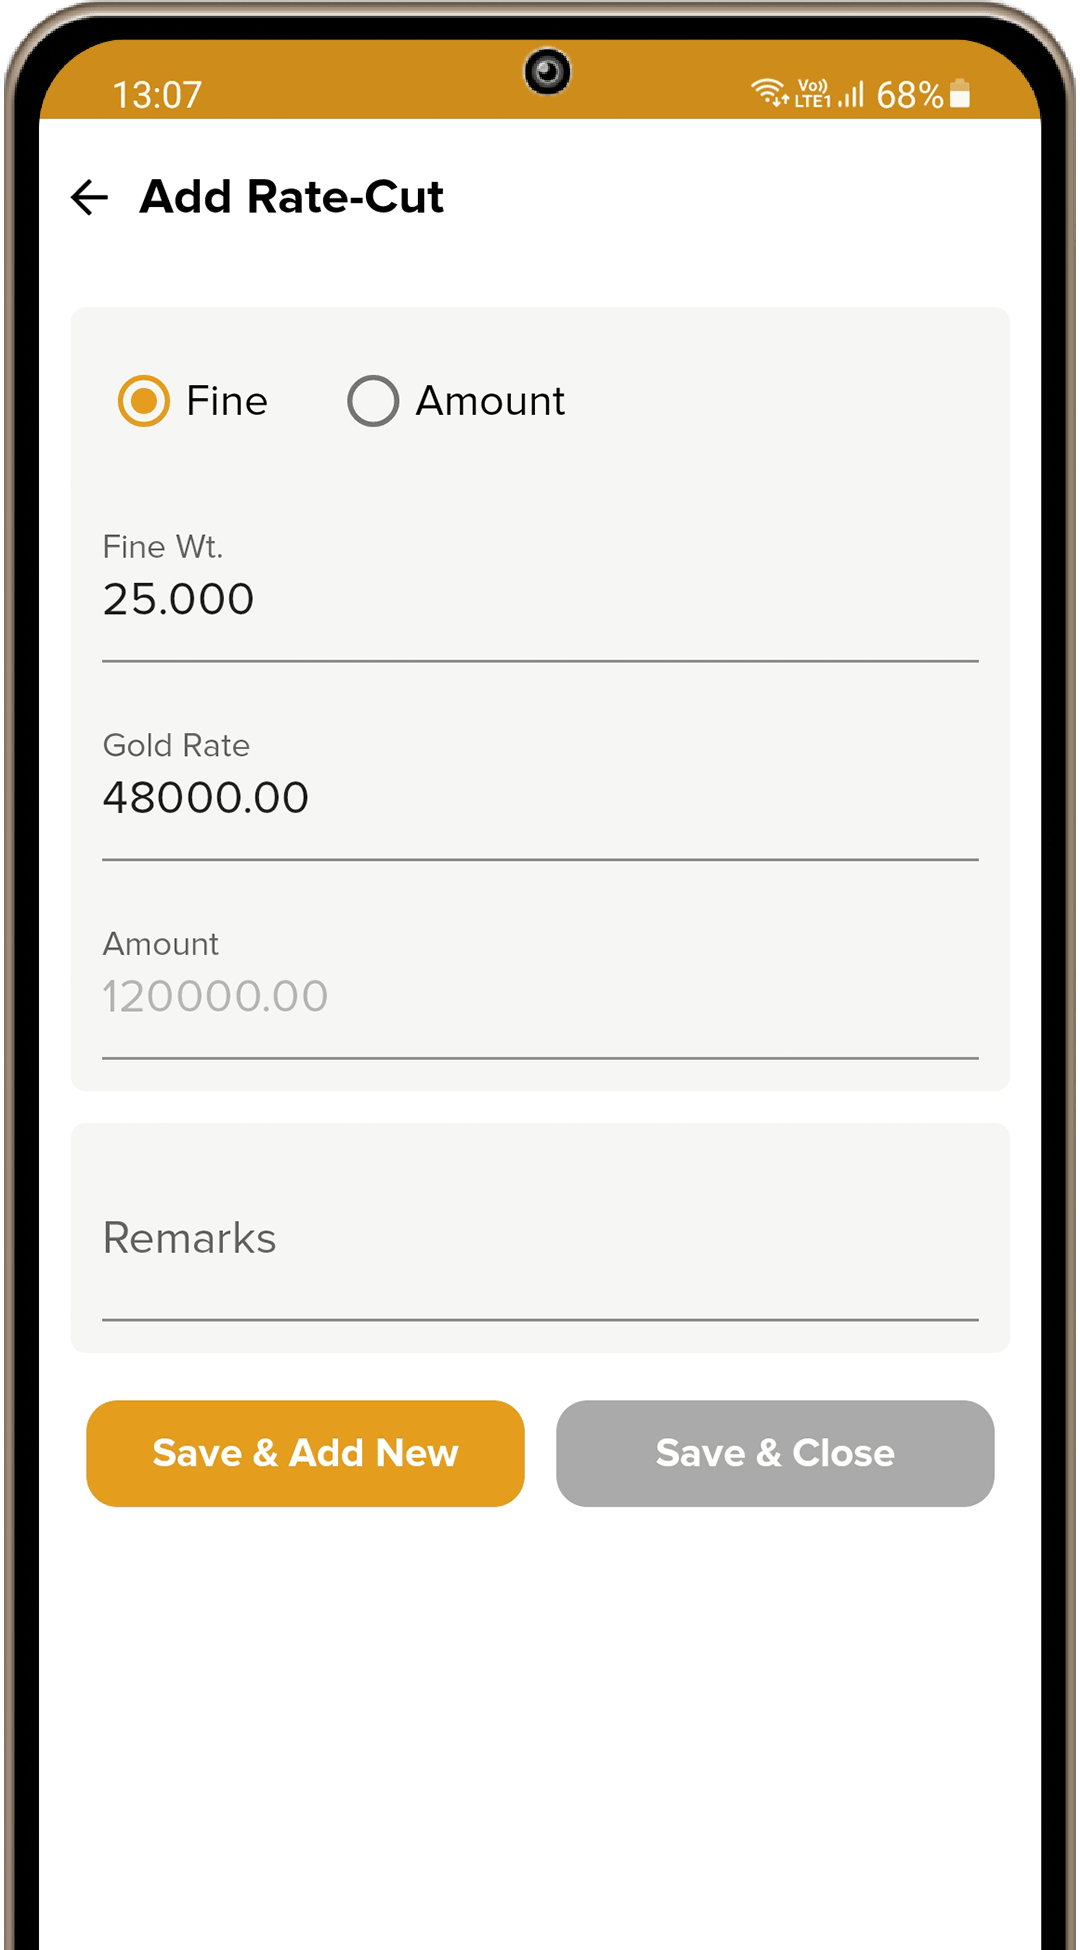 13:07 Vo)) LTE1 68%
Add Rate-Cut
Fine Amount
Fine Wt.
25.000
Gold Rate
48000.00
Amount
120000.00
Remarks
Save & Add New Save & Close